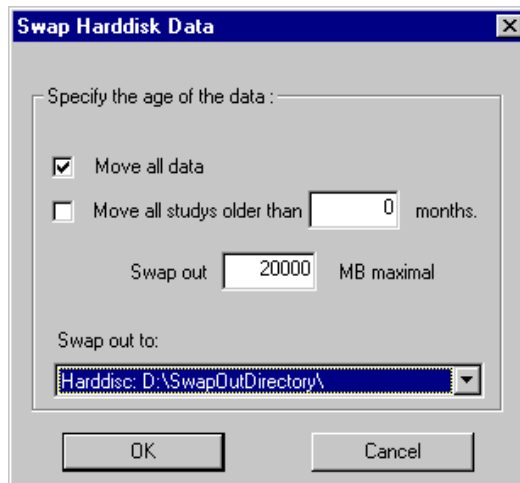 Swap Harddisk Data
Specify the age of the data :
Move all data
Move all studys older than 0 months.
Swap out 20000 MB maximal
Swap out to:
Harddisc: D:\SwapOutDirectory\
OK Cancel